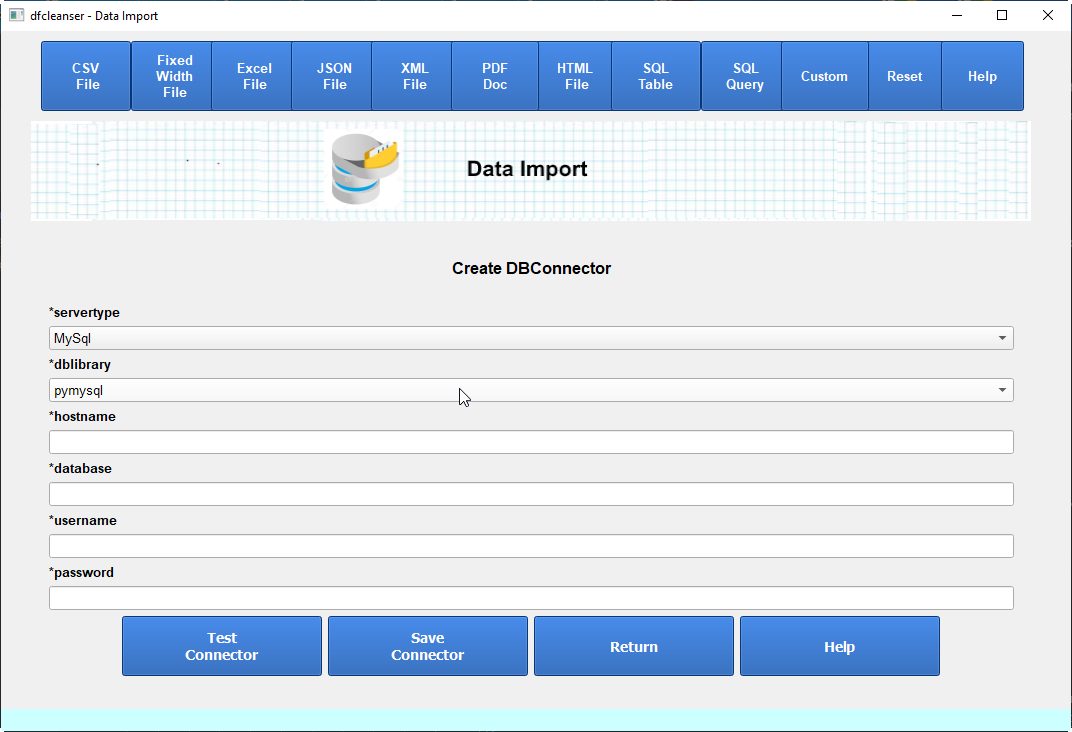 dfcleanser - Data Import
CSV
File
Fixed
Width
File
Excel
File
JSON
File
XML
File
PDF
Doc
HTML
File
SQL
Table
SQL
Query
Custom
Reset
Help
Data Import
Create DBConnector
*servertype
MySql
*dblibrary
pymysql
*hostname
*database
*username
*password
Test
Connector
Save
Connector
Return
Help